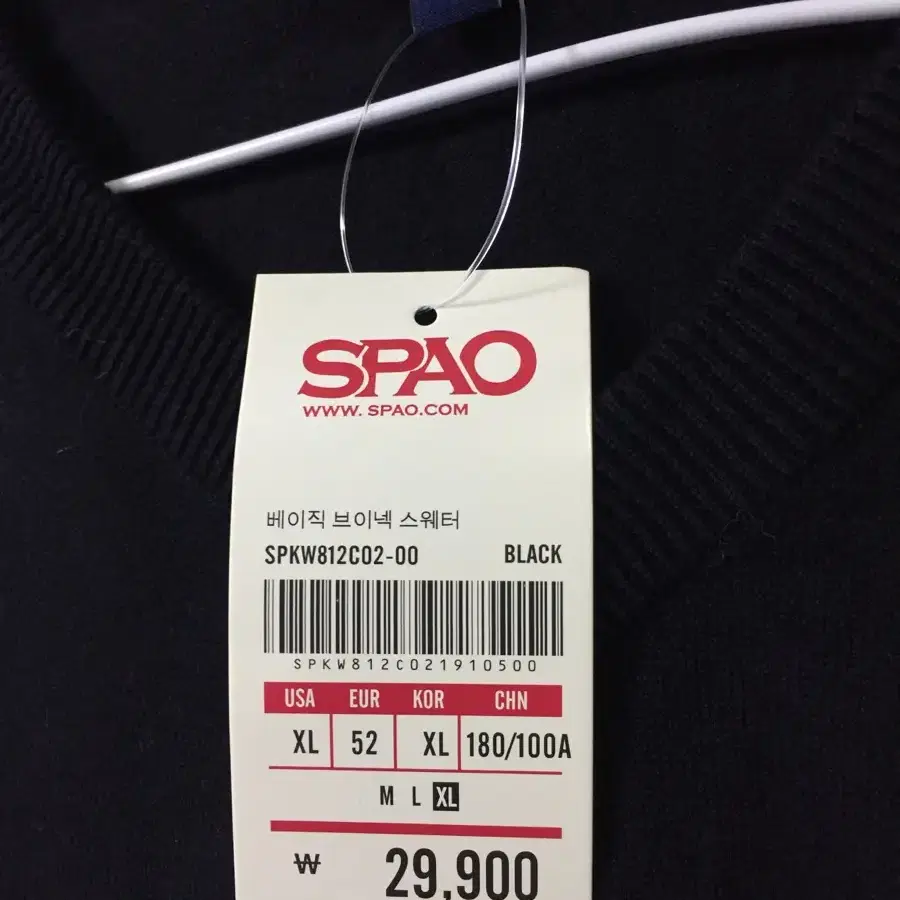 SPAO
WWW. SPAO.COM
베이직 브이넥 스웨터
SPKW812C02-00 BLACK
SPKW812C021910500
USA EUR KOR CHN
XL 52 XL 180/100A
M L XL
₩ 29,900